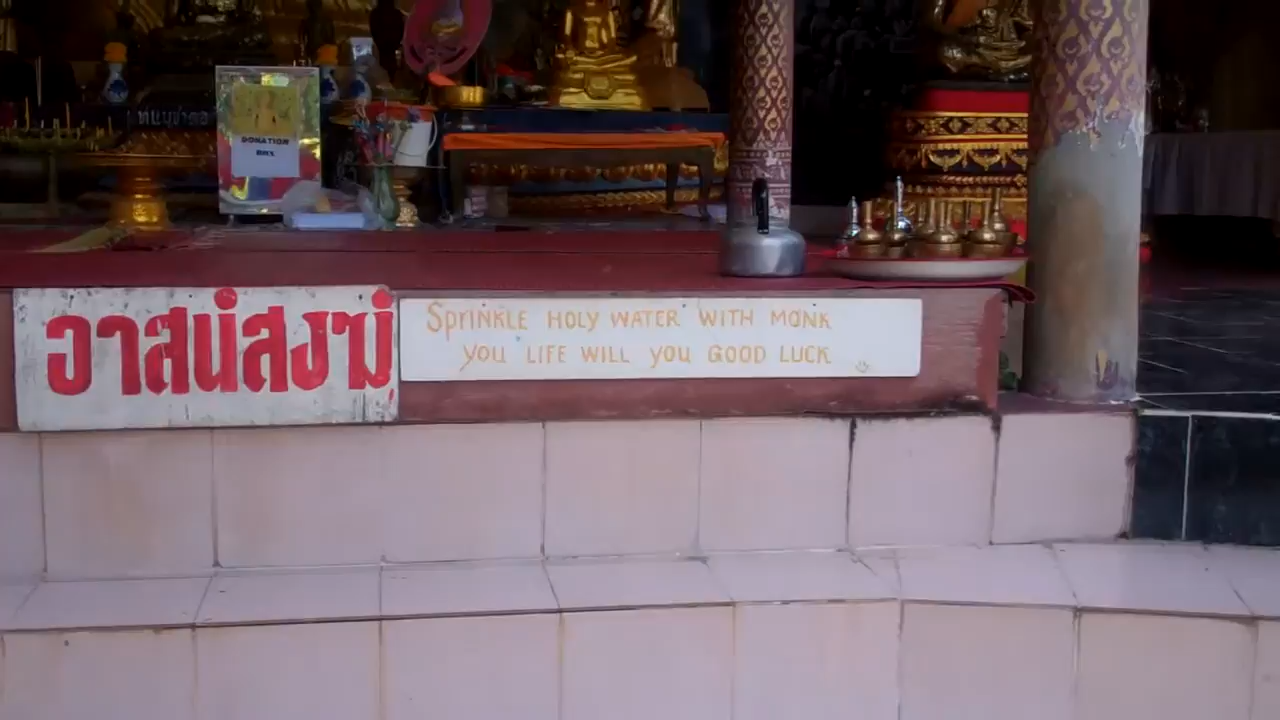 DONATION
BOX
อาสน์สงฆ์
SPRINKLE HOLY WATER WITH MONK
YOU LIFE WILL YOU GOOD LUCK